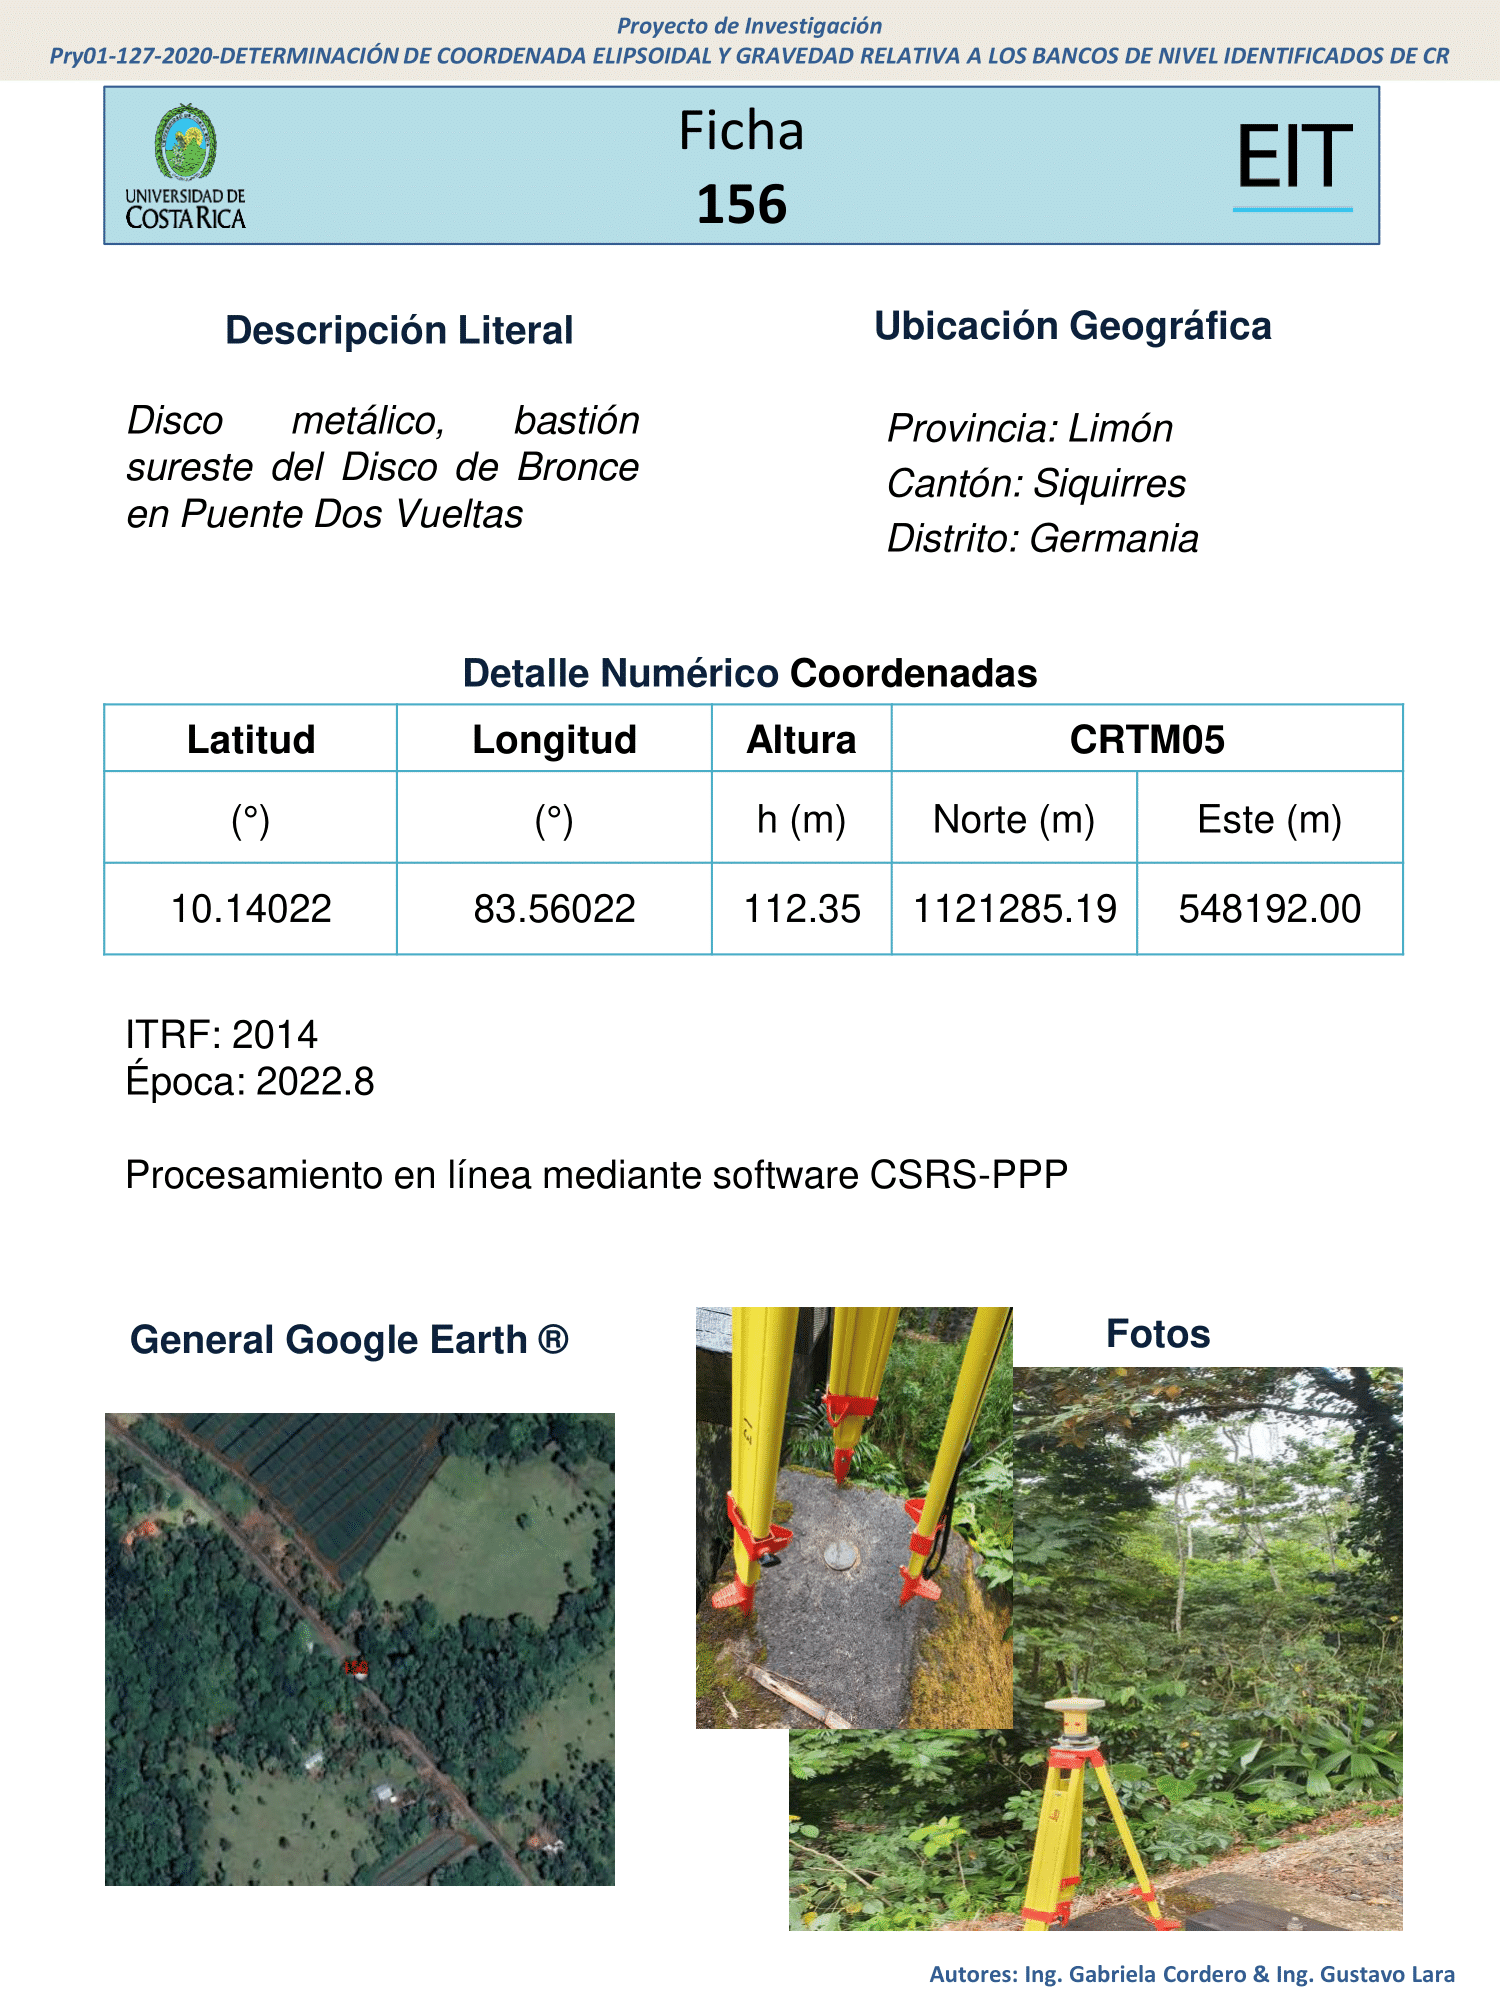 Proyecto de Investigación
Pry01-127-2020-DETERMINACIÓN DE COORDENADA ELIPSOIDAL Y GRAVEDAD RELATIVA A LOS BANCOS DE NIVEL IDENTIFICADOS DE CR
UNIVERSIDAD DE
COSTA RICA
Ficha
156
EIT
Descripción Literal
Disco metálico, bastión
sureste del Disco de Bronce
en Puente Dos Vueltas
Ubicación Geográfica
Provincia: Limón
Cantón: Siquirres
Distrito: Germania
Detalle Numérico Coordenadas
Latitud Longitud Altura CRTM05
(°) (°) h (m) Norte (m) Este (m)
10.14022 83.56022 112.35 1121285.19 548192.00
ITRF: 2014
Época: 2022.8
Procesamiento en línea mediante software CSRS-PPP
General Google Earth ®
Fotos
13
Autores: Ing. Gabriela Cordero & Ing. Gustavo Lara